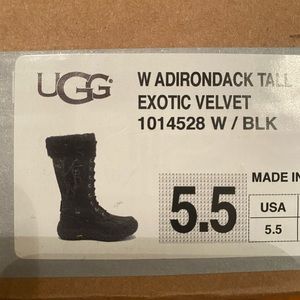 UGG
W ADIRONDACK TALL
EXOTIC VELVET
1014528 W / BLK
5.5
MADE IN
USA
5.5